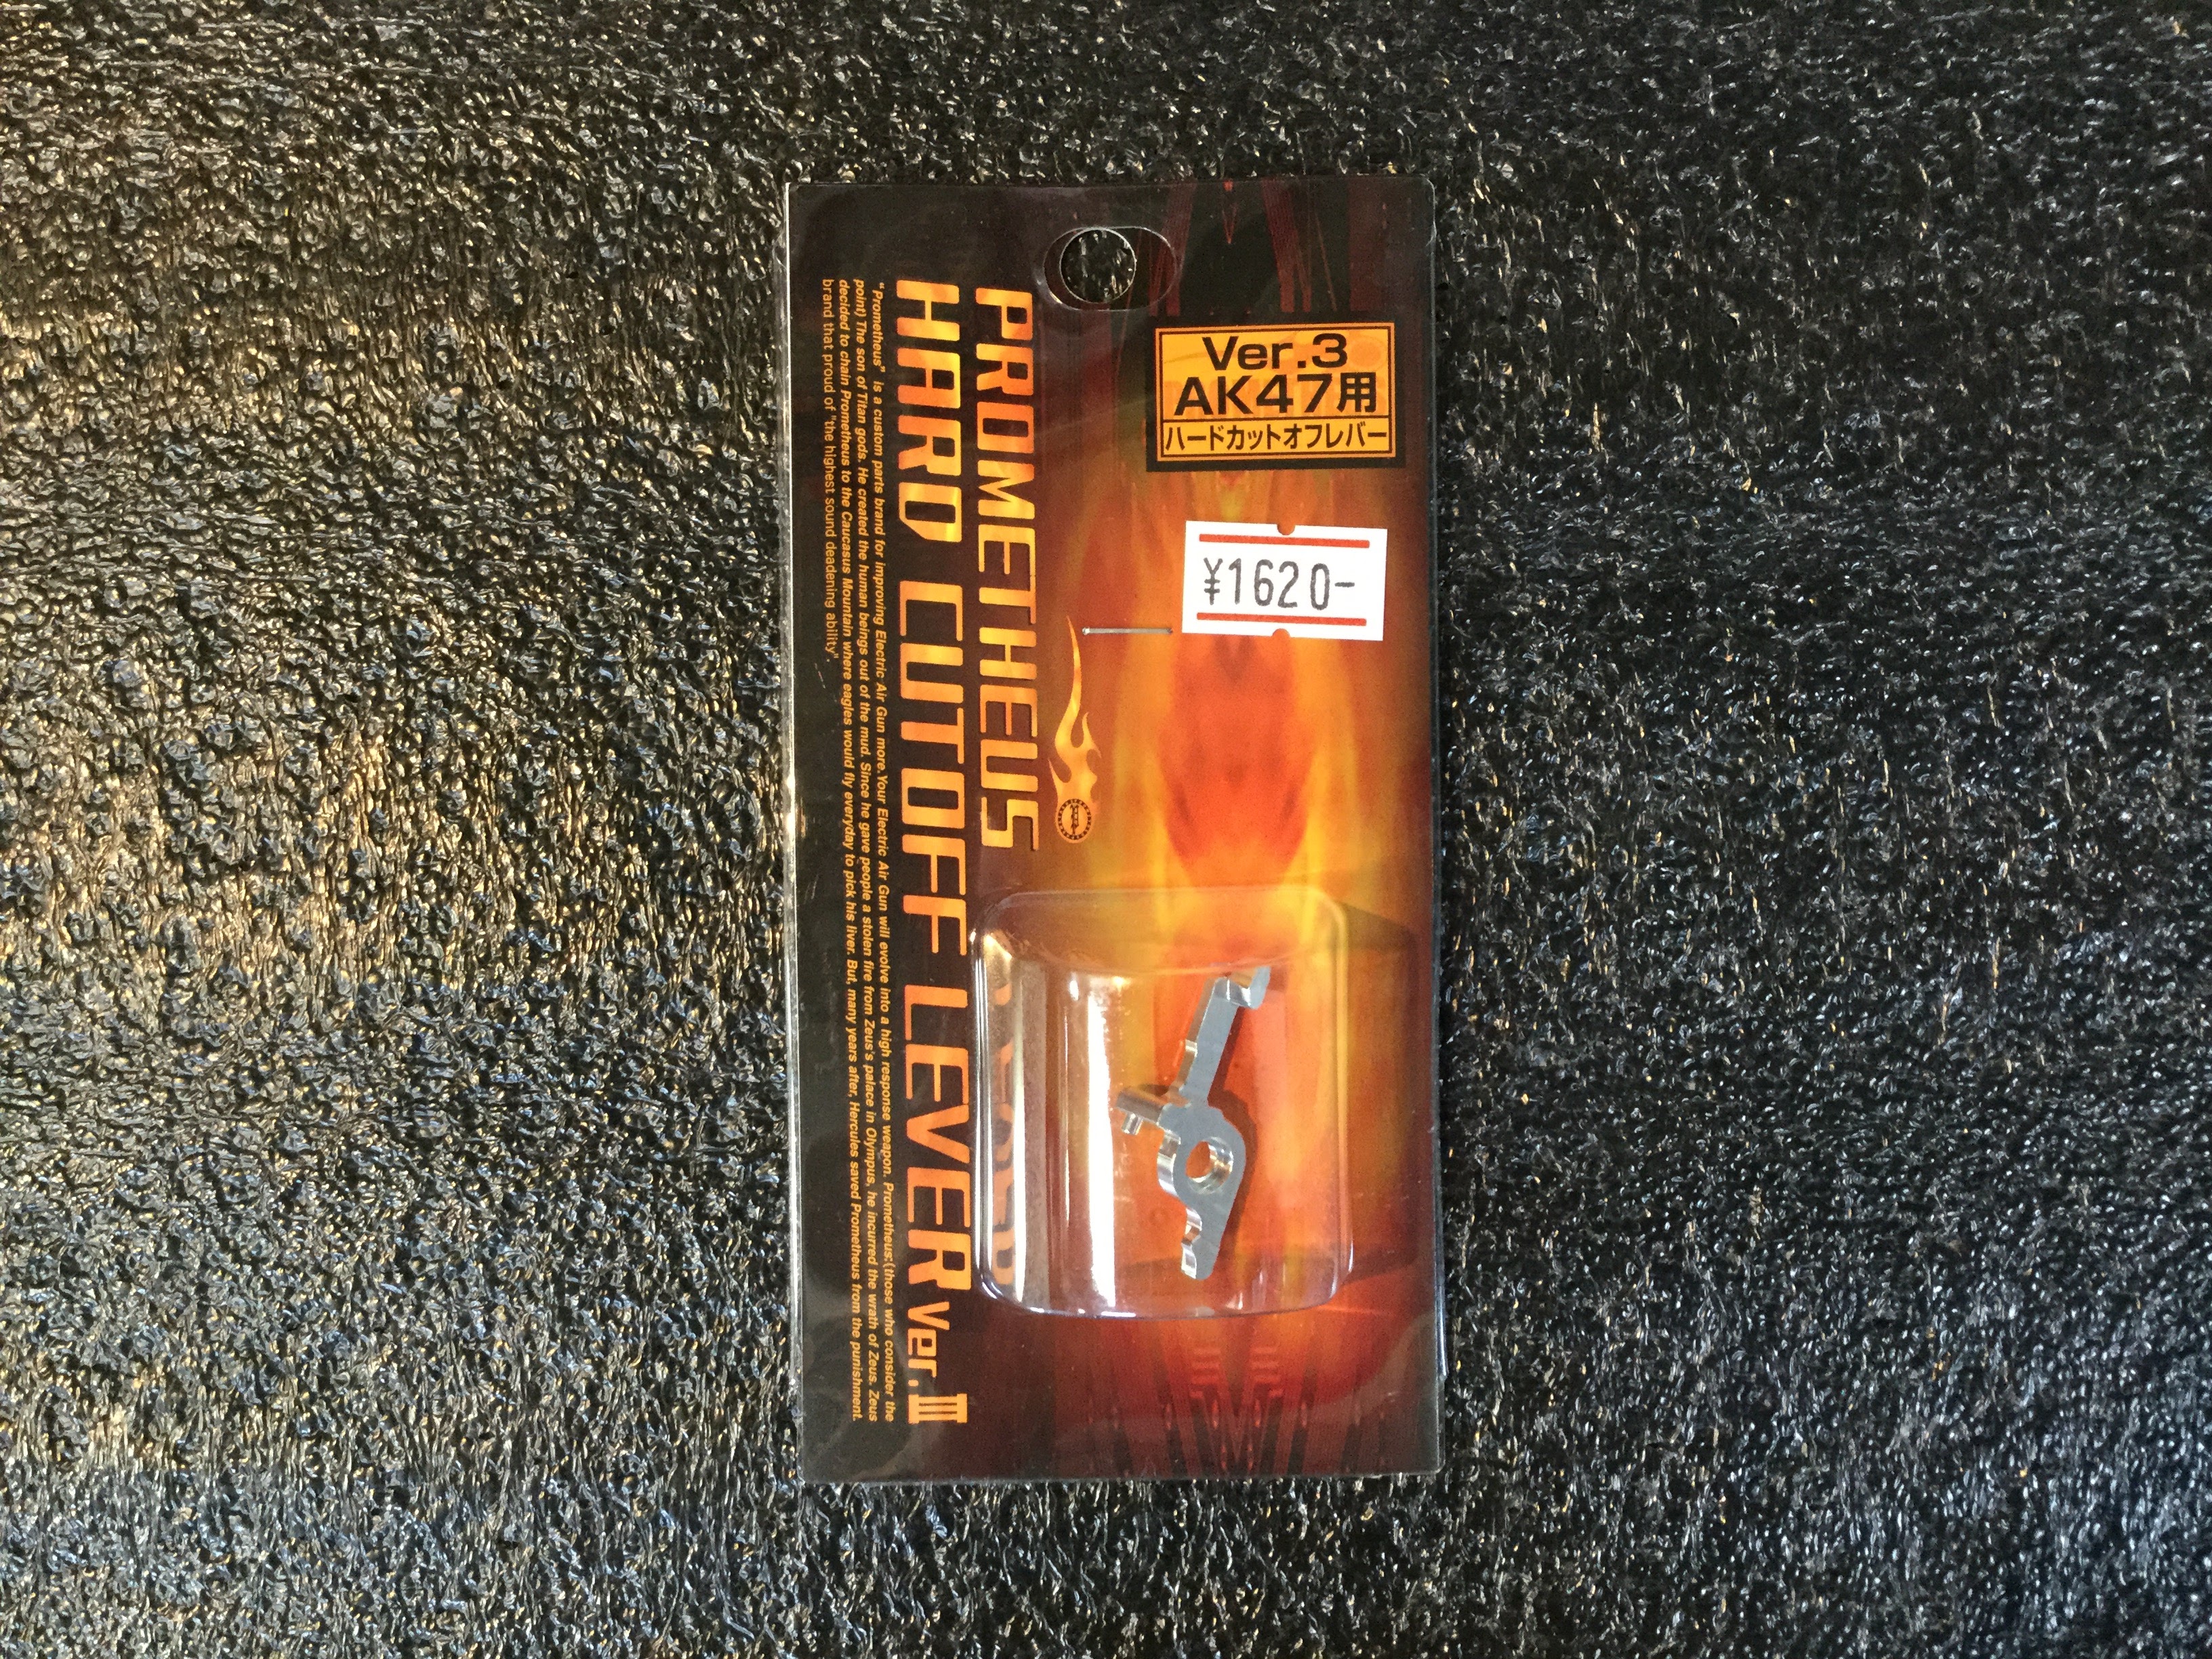 Ver.3
AK47用
ハードカットオフレバー
¥1620-
PROMETHEUS
HARD CUTOFF LEVER Ver.Ⅲ
"Prometheus" is a custom parts brand for improving Electric Air Gun more.Your Electric Air Gun will evolve into a high response weapon. Prometheus:(those who consider the
point) The son of Titan gods. He created the human beings out of the mud. Since he gave people a stolen fire from Zeus's palace in Olympus, he incurred the wrath of Zeus. Zeus
decided to chain Prometheus to the Caucasus Mountain where eagles would fly everyday to pick his liver. But, many years after, Hercules saved Prometheus from the punishment.
brand that proud of "the highest sound deadening ability".